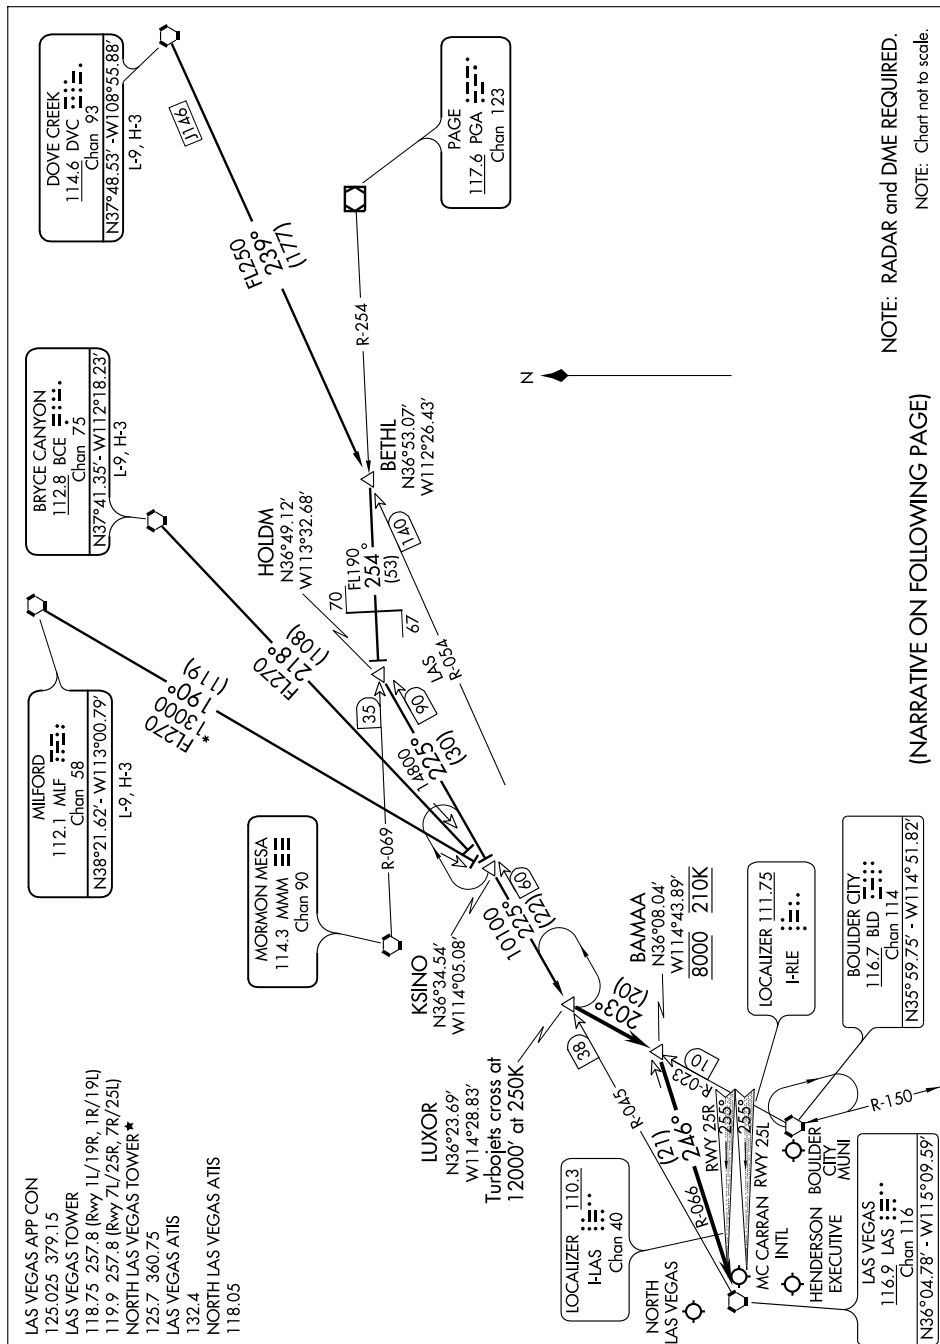 LAS VEGAS APP CON
125.025 379.15
LAS VEGAS TOWER
118.75 257.8 (Rwy 1L/19R, 1R/19L)
119.9 257.8 (Rwy 7L/25R, 7R/25L)
NORTH LAS VEGAS TOWER★
125.7 360.75
LAS VEGAS ATIS
132.4
NORTH LAS VEGAS ATIS
118.05
MILFORD
112.1 MLF
Chan 58
N38°21.62'- W113°00.79'
L-9, H-3
BRYCE CANYON
112.8 BCE
Chan 75
N37°41.35'- W112°18.23'
L-9, H-3
DOVE CREEK
114.6 DVC
Chan 93
N37°48.53' -W108°55.88'
L-9, H-3
J146
FL250
239°
(177)
PAGE
117.6 PGA
Chan 123
R-254
BETHL
N36°53.07'
W112°26.43'
HOLDM
N36°49.12'
W113°32.68'
FL190
254°
(53)
70
67
140
LAS
R-054
FL270
218°
(108)
FL270
*13000
190°
(119)
MORMON MESA
114.3 MMM
Chan 90
R-069
35
90
14800
225°
(30)
KSINO
N36°34.54'
W114°05.08'
60
10100
225°
(22)
LUXOR
N36°23.69'
W114°28.83'
Turbojets cross at
12000' at 250K
38
R-045
203°
(20)
BAMAAA
N36°08.04'
W114°43.89'
8000 210K
10
R-023
(21)
246°
R-066
RWY 25R
255°
255°
RWY 25L
LOCALIZER 111.75
I-RLE
LOCALIZER 110.3
I-LAS
Chan 40
NORTH
LAS VEGAS
MC CARRAN
INTL
HENDERSON
EXECUTIVE
BOULDER
CITY
MUNI
BOULDER CITY
116.7 BLD
Chan 114
N35°59.75' - W114°51.82'
R-150
LAS VEGAS
116.9 LAS
Chan 116
N36°04.78' - W115°09.59'
N
(NARRATIVE ON FOLLOWING PAGE)
NOTE: RADAR and DME REQUIRED.
NOTE: Chart not to scale.